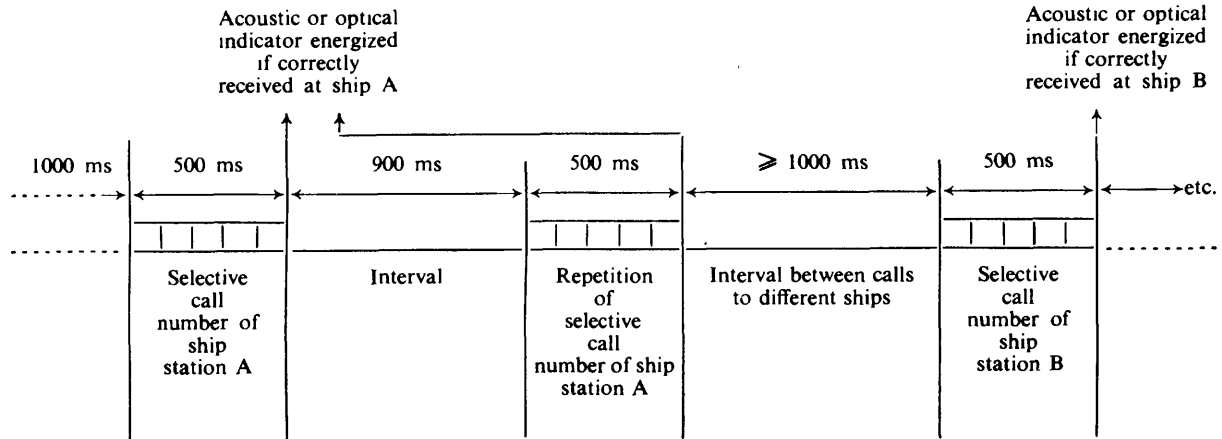 Acoustic or optical
indicator energized
if correctly
received at ship A
Acoustic or optical
indicator energized
if correctly
received at ship B
1000 ms
500 ms
900 ms
500 ms
⩾ 1000 ms
500 ms
etc.
Selective
call
number of
ship
station A
Interval
Repetition
of
selective
call
number of ship
station A
Interval between calls
to different ships
Selective
call
number of
ship
station B